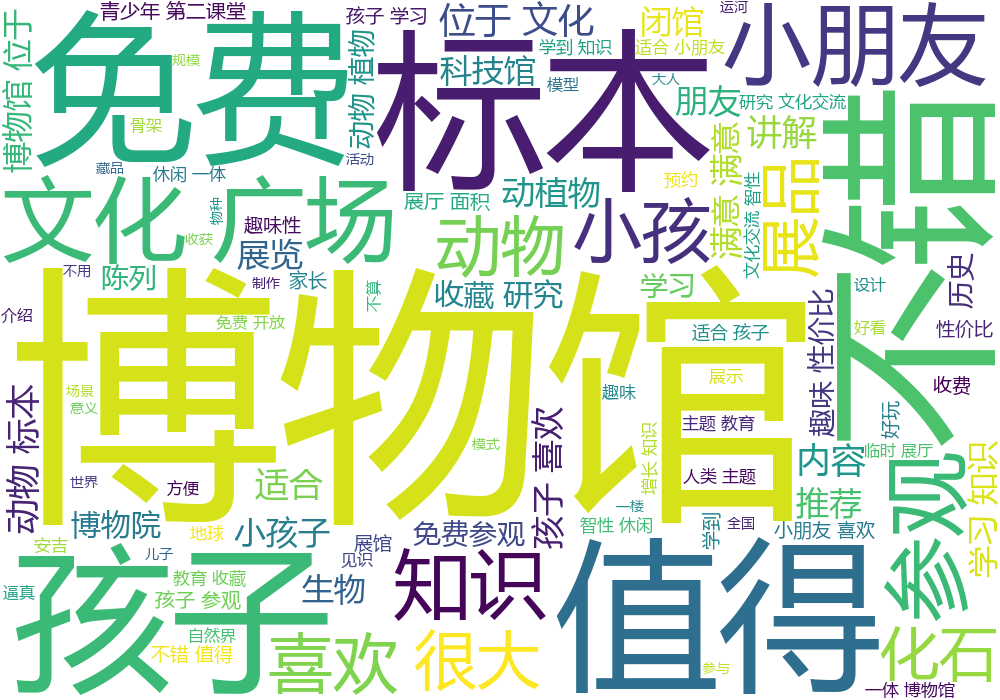 青少年 第二课堂
孩子 学习
位于 文化
闭馆
运河
小朋友
博物馆 位于
免费
规模
动物 植物
标本
科技馆
学到 知识
适合 小朋友
模型
大人
朋友
研究 文化交流
讲解
不错
骨架
藏品
休闲 一体
活动
文化广场
物种
收获
趣味性
展览
展厅 面积
动植物
动物
小孩
预约
满意 满意
文化交流 智性
展品
不用
陈列
制作
家长
不算
收藏 研究
学习
历史
设计
介绍
免费 开放
适合 孩子
趣味 性价比
好看
性价比
博物馆
动物 标本
场景
意义
展示
趣味
收费
好玩
主题 教育
孩子 喜欢
模式
增长 知识
内容
临时 展厅
参观
学习 知识
世界
方便
适合
人类 主题
推荐
博物院
地球
小孩子
免费参观
展馆
一楼
智性 休闲
学到
全国
小朋友 喜欢
安吉
儿子
见识
孩子
逼真
教育 收藏
孩子 参观
生物
知识
值得
自然界
不错 值得
喜欢
很大
参与
化石
一体 博物馆